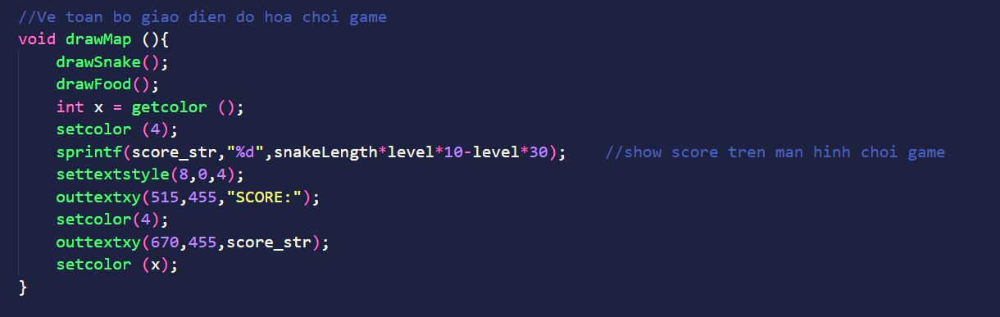 //Ve toan bo giao dien do hoa choi game
void drawMap (){
    drawSnake();
    drawFood();
    int x = getcolor ();
    setcolor (4);
    sprintf(score_str,"%d",snakeLength*level*10-level*30);    //show score tren man hinh choi game
    settextstyle(8,0,4);
    outtextxy(515,455,"SCORE:");
    setcolor(4);
    outtextxy(670,455,score_str);
    setcolor (x);
}